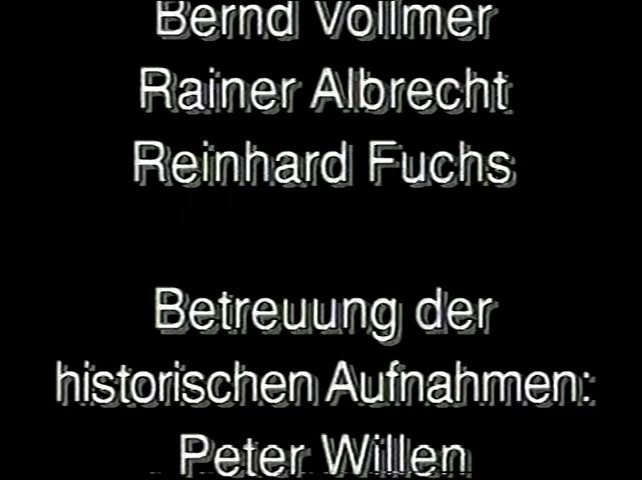 Bernd Vollmer
Rainer Albrecht
Reinhard Fuchs
Betreuung der
historischen Aufnahmen:
Peter Willen